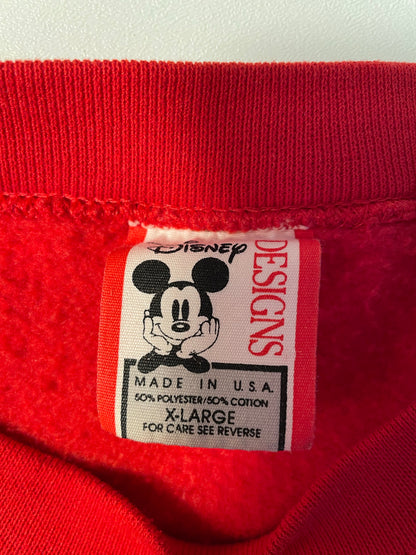 Disney
DESIGNS
MADE IN U.S.A.
50% POLYESTER/50% COTTON
X-LARGE
FOR CARE SEE REVERSE